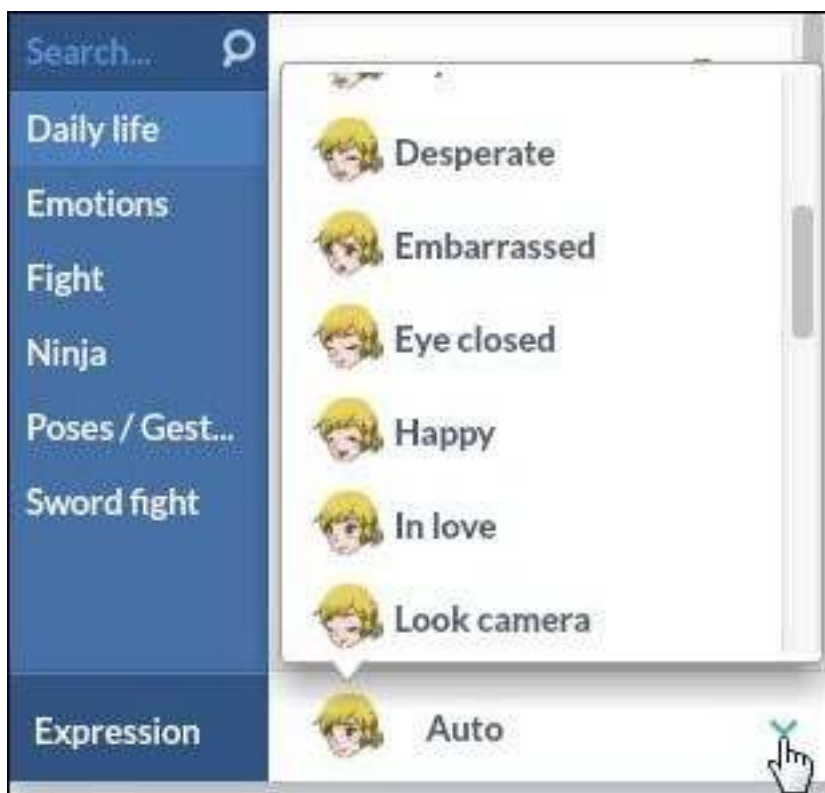 Search...
Daily life
Emotions
Fight
Ninja
Poses / Gest...
Sword fight
Desperate
Embarrassed
Eye closed
Happy
In love
Look camera
Expression
Auto